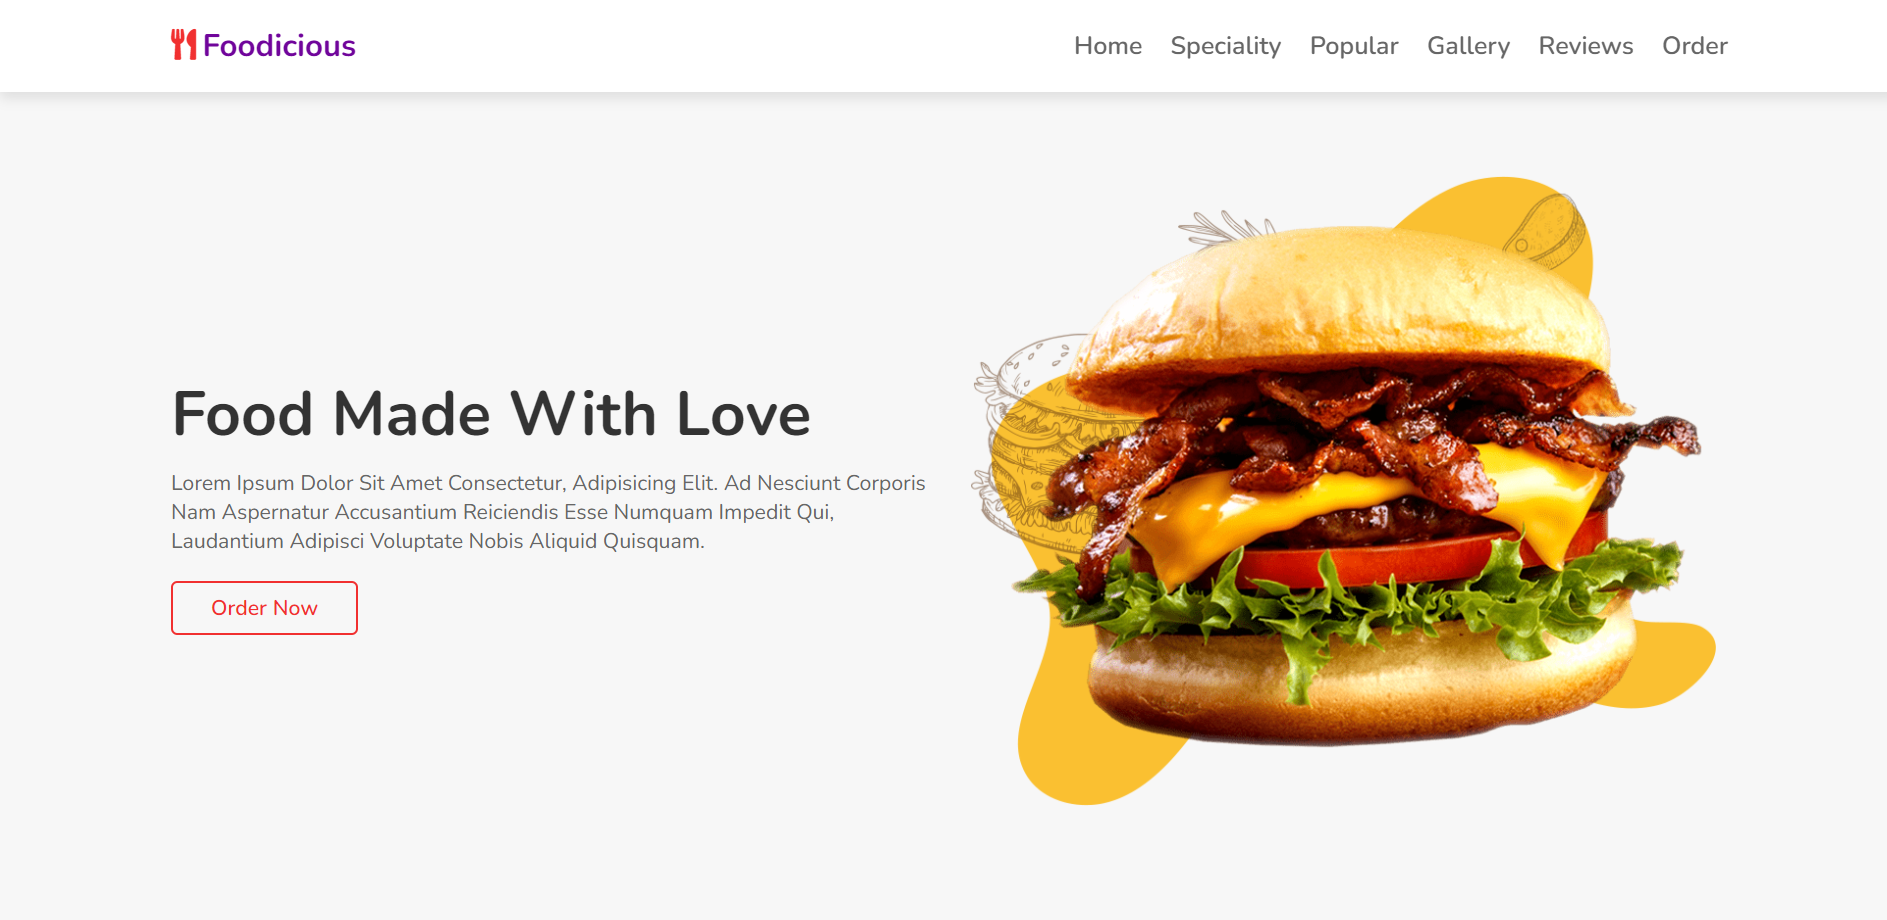 Foodicious
Home Speciality Popular Gallery Reviews Order
Food Made With Love
Lorem Ipsum Dolor Sit Amet Consectetur, Adipisicing Elit. Ad Nesciunt Corporis
Nam Aspernatur Accusantium Reiciendis Esse Numquam Impedit Qui,
Laudantium Adipisci Voluptate Nobis Aliquid Quisquam.
Order Now